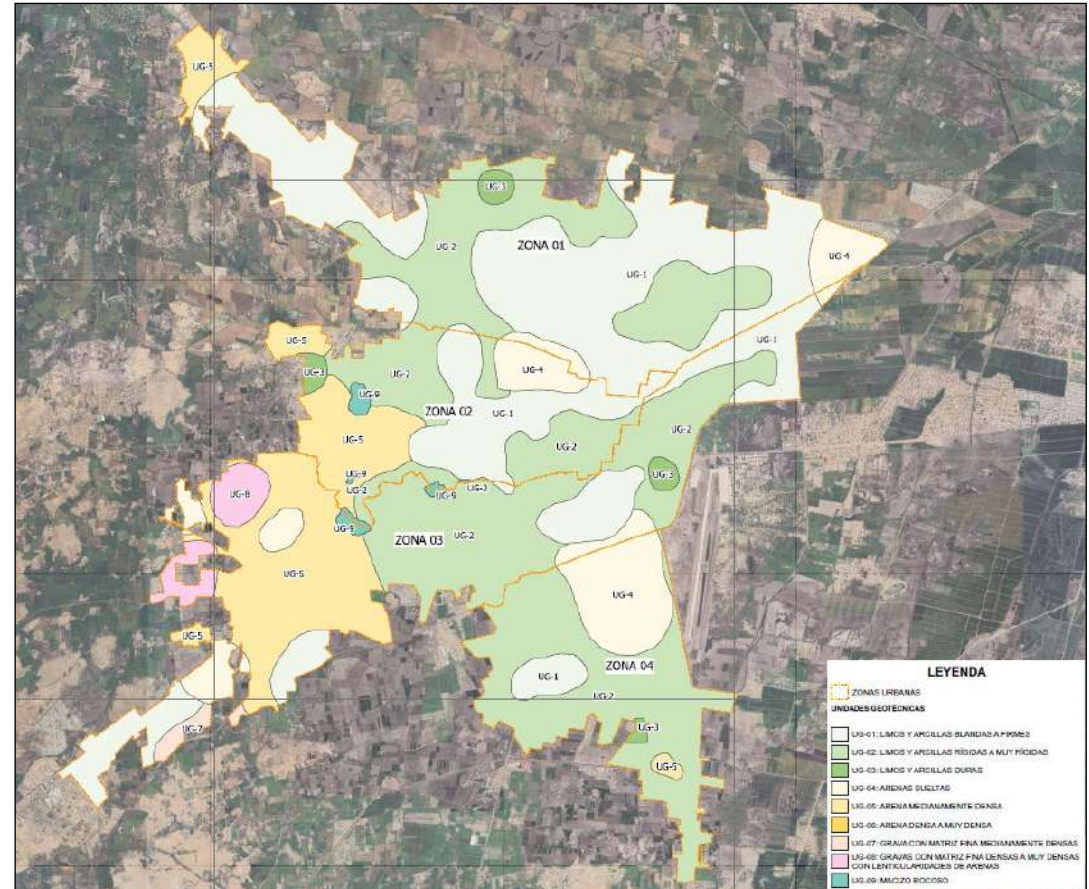 UG-5
UG-3
UG-2
ZONA 01
UG-1
UG-4
UG-1
UG-5
UG-3
UG-2
UG-4
UG-9
ZONA 02
UG-1
UG-5
UG-2
UG-2
UG-9
UG-3
UG-2
UG-9
UG-2
UG-8
UG-9
ZONA 03
UG-2
UG-5
UG-4
UG-5
ZONA 04
UG-1
UG-2
UG-7
UG-3
UG-5
LEYENDA
ZONAS URBANAS
UNIDADES GEOTÉCNICAS
UG-01: LIMOS Y ARCILLAS BLANDAS A FIRMES
UG-02: LIMOS Y ARCILLAS RÍGIDAS A MUY RÍGIDAS
UG-03: LIMOS Y ARCILLAS DURAS
UG-04: ARENAS SUELTAS
UG-05: ARENA MEDIANAMENTE DENSA
UG-06: ARENA DENSA A MUY DENSA
UG-07: GRAVA CON MATRIZ FINA MEDIANAMENTE DENSAS
UG-08: GRAVAS CON MATRIZ FINA DENSAS A MUY DENSAS
CON LENTICULARIDADES DE ARENAS
UG-09: MACIZO ROCOSO